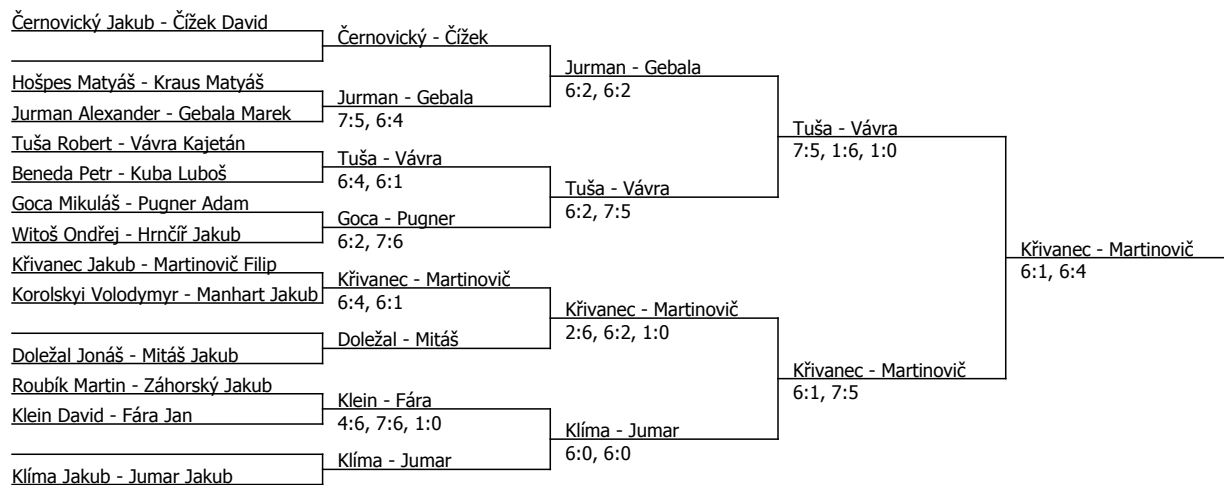 Černovický Jakub - Čížek David
Hošpes Matyáš - Kraus Matyáš
Jurman Alexander - Gebala Marek
Tuša Robert - Vávra Kajetán
Beneda Petr - Kuba Luboš
Goca Mikuláš - Pugner Adam
Witoš Ondřej - Hrnčíř Jakub
Křivanec Jakub - Martinovič Filip
Korolskyi Volodymyr - Manhart Jakub
Doležal Jonáš - Mitáš Jakub
Roubík Martin - Záhorský Jakub
Klein David - Fára Jan
Klíma Jakub - Jumar Jakub
Černovický - Čížek
Jurman - Gebala
7:5, 6:4
Tuša - Vávra
6:4, 6:1
Goca - Pugner
6:2, 7:6
Křivanec - Martinovič
6:4, 6:1
Doležal - Mitáš
Klein - Fára
4:6, 7:6, 1:0
Klíma - Jumar
Jurman - Gebala
6:2, 6:2
Tuša - Vávra
6:2, 7:5
Křivanec - Martinovič
2:6, 6:2, 1:0
Klíma - Jumar
6:0, 6:0
Tuša - Vávra
7:5, 1:6, 1:0
Křivanec - Martinovič
6:1, 7:5
Křivanec - Martinovič
6:1, 6:4